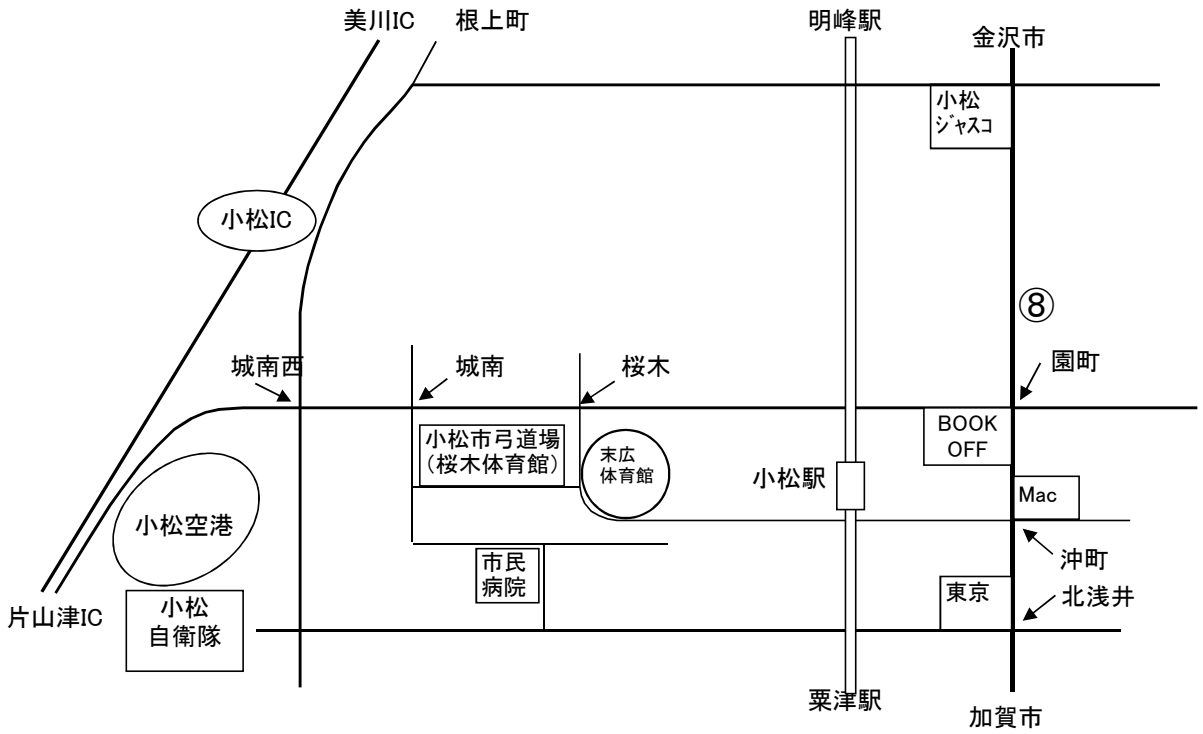 美川IC
根上町
明峰駅
金沢市
小松
ｼﾞｬｽｺ
小松IC
⑧
城南西
城南
桜木
園町
小松市弓道場
(桜木体育館)
末広
体育館
BOOK
OFF
小松駅
Mac
小松空港
沖町
市民
病院
東京
北浅井
片山津IC
小松
自衛隊
粟津駅
加賀市